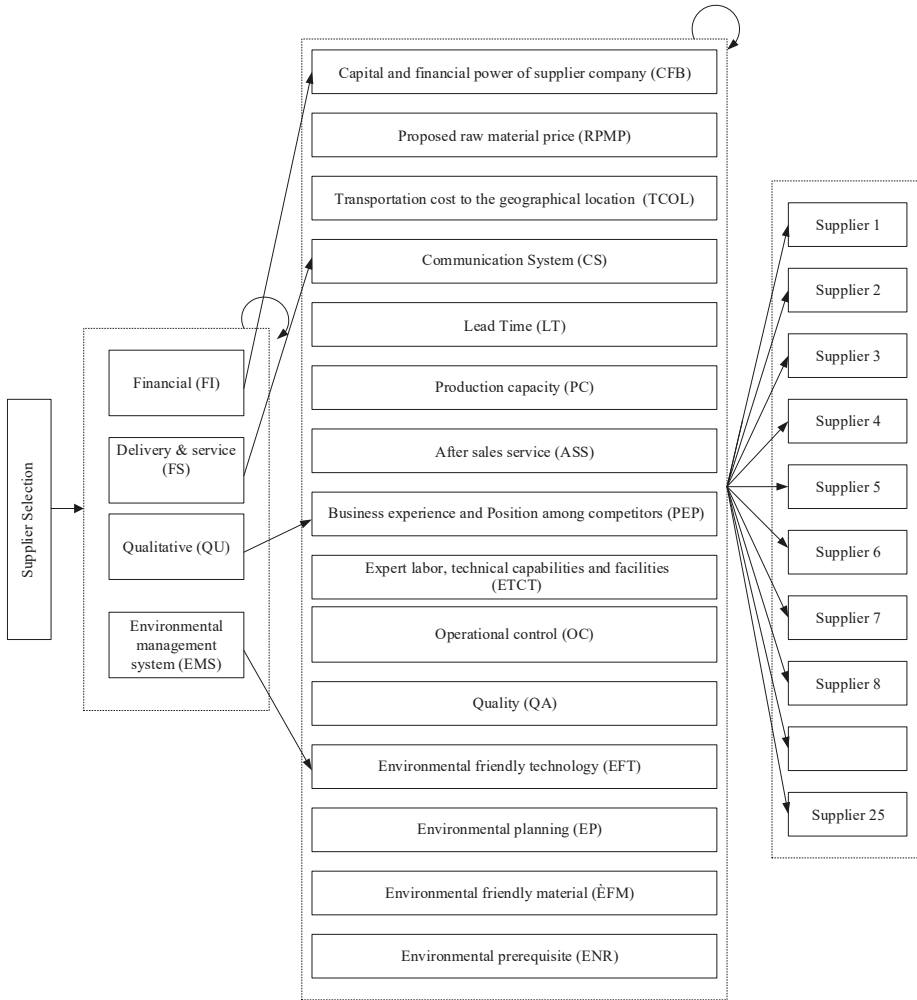 Supplier Selection
Financial (FI)
Delivery & service
(FS)
Qualitative (QU)
Environmental
management
system (EMS)
Capital and financial power of supplier company (CFB)
Proposed raw material price (RPMP)
Transportation cost to the geographical location (TCOL)
Communication System (CS)
Lead Time (LT)
Production capacity (PC)
After sales service (ASS)
Business experience and Position among competitors (PEP)
Expert labor, technical capabilities and facilities
(ETCT)
Operational control (OC)
Quality (QA)
Environmental friendly technology (EFT)
Environmental planning (EP)
Environmental friendly material (ÈFM)
Environmental prerequisite (ENR)
Supplier 1
Supplier 2
Supplier 3
Supplier 4
Supplier 5
Supplier 6
Supplier 7
Supplier 8
Supplier 25